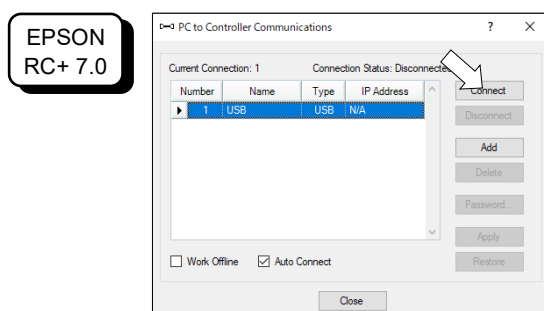 EPSON
RC+ 7.0
PC to Controller Communications
Current Connection: 1 Connection Status: Disconnected
Number Name Type IP Address
1 USB USB N/A
Connect
Disconnect
Add
Delete
Password...
Apply
Restore
Work Offline Auto Connect
Close